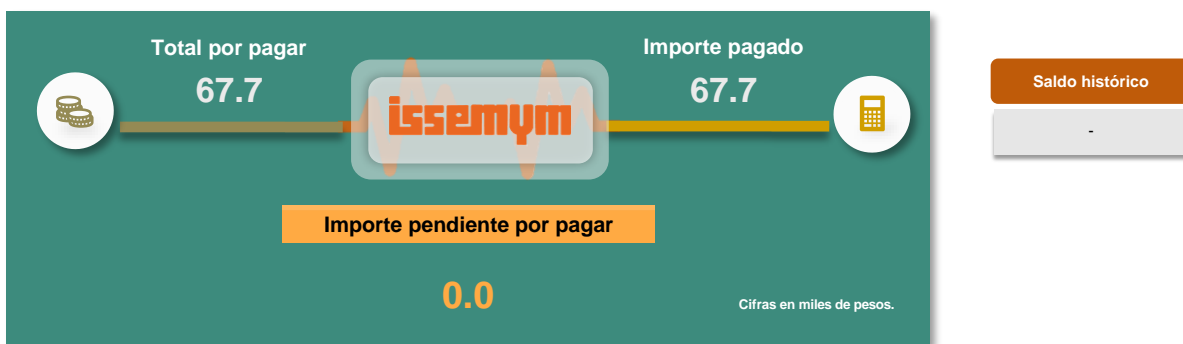 Total por pagar
67.7
issemym
Importe pagado
67.7
Importe pendiente por pagar
0.0
Cifras en miles de pesos.
Saldo histórico
-